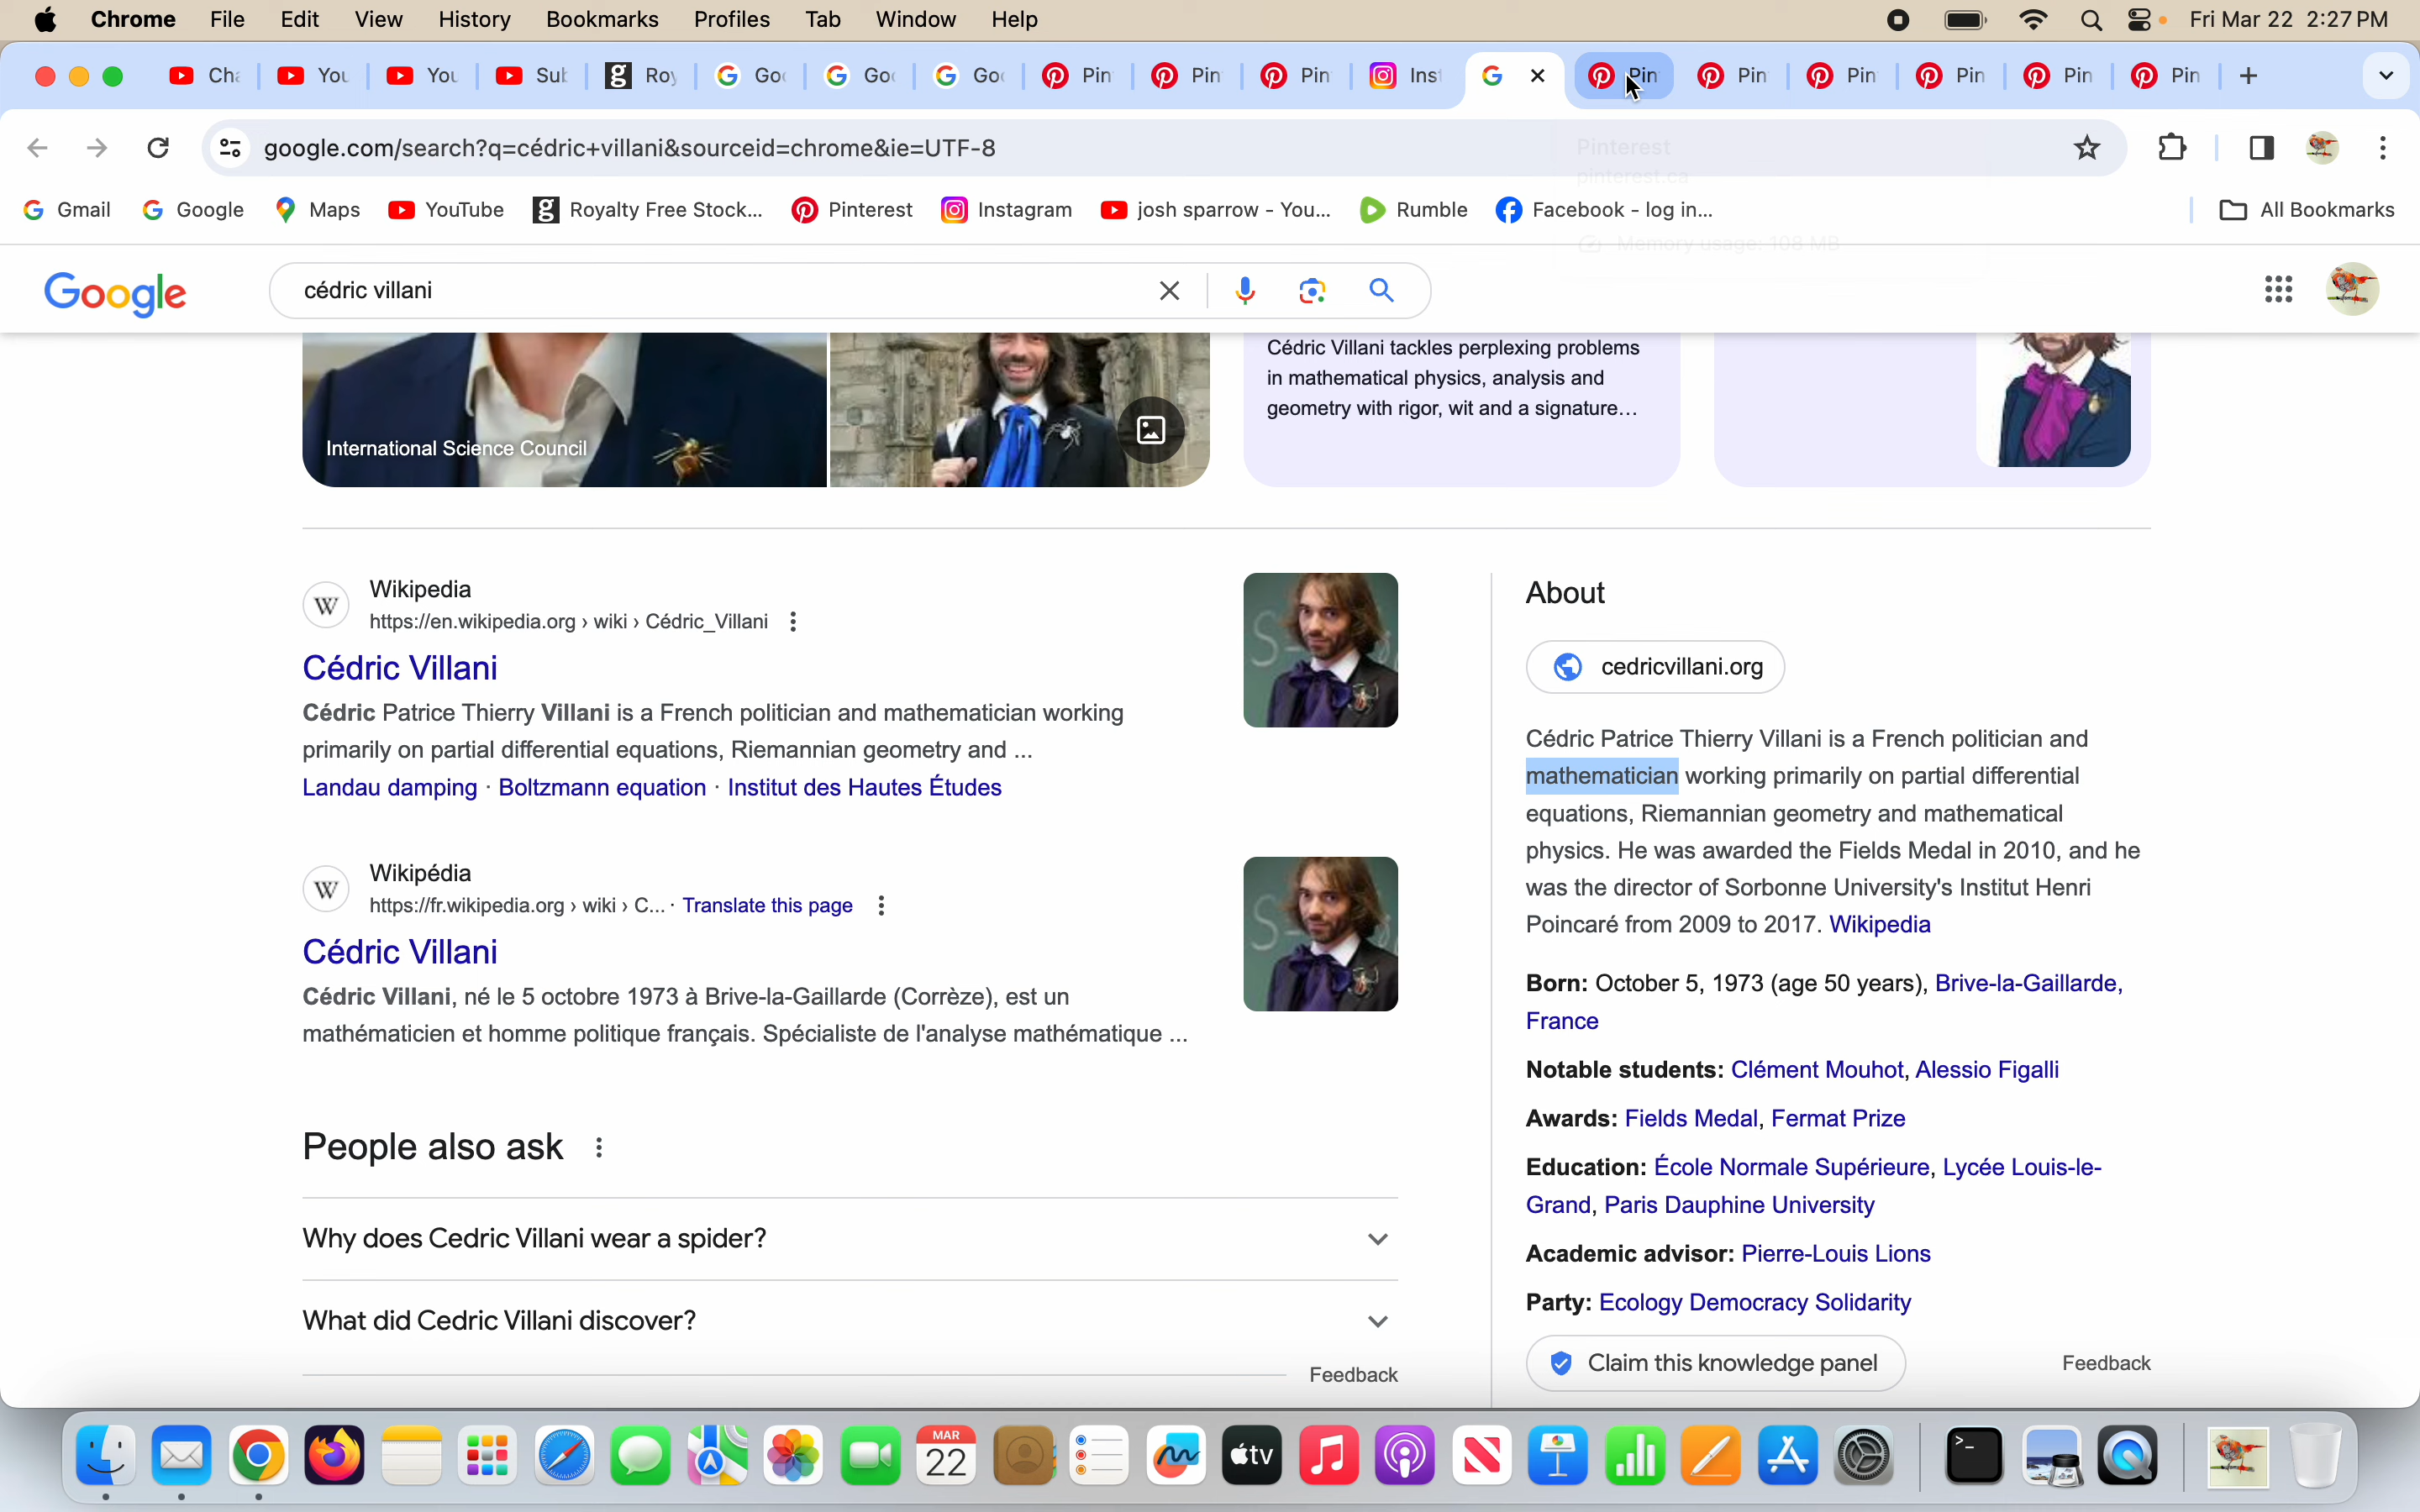 Chrome File Edit View History Bookmarks Profiles Tab Window Help Fri Mar 22 2:27 PM
Cha You You Sub Roy Goo Goo Goo Pin Pin Pin Inst Pin Pin Pin Pin Pin Pin
google.com/search?q=cédric+villani&sourceid=chrome&ie=UTF-8
Pinterest
pinterest.ca
Gmail Google Maps YouTube Royalty Free Stock... Pinterest Instagram josh sparrow - You... Rumble Facebook - log in... All Bookmarks
Memory usage: 108 MB
Google cédric villani
International Science Council
Cédric Villani tackles perplexing problems
in mathematical physics, analysis and
geometry with rigor, wit and a signature...
Wikipedia
https://en.wikipedia.org › wiki › Cédric_Villani
Cédric Villani
Cédric Patrice Thierry Villani is a French politician and mathematician working
primarily on partial differential equations, Riemannian geometry and ...
Landau damping · Boltzmann equation · Institut des Hautes Études
Wikipédia
https://fr.wikipedia.org › wiki › C... · Translate this page
Cédric Villani
Cédric Villani, né le 5 octobre 1973 à Brive-la-Gaillarde (Corrèze), est un
mathématicien et homme politique français. Spécialiste de l'analyse mathématique ...
People also ask
Why does Cedric Villani wear a spider?
What did Cedric Villani discover?
Feedback
About
cedricvillani.org
Cédric Patrice Thierry Villani is a French politician and
mathematician working primarily on partial differential
equations, Riemannian geometry and mathematical
physics. He was awarded the Fields Medal in 2010, and he
was the director of Sorbonne University's Institut Henri
Poincaré from 2009 to 2017. Wikipedia
Born: October 5, 1973 (age 50 years), Brive-la-Gaillarde,
France
Notable students: Clément Mouhot, Alessio Figalli
Awards: Fields Medal, Fermat Prize
Education: École Normale Supérieure, Lycée Louis-le-
Grand, Paris Dauphine University
Academic advisor: Pierre-Louis Lions
Party: Ecology Democracy Solidarity
Claim this knowledge panel Feedback
MAR
22
tv